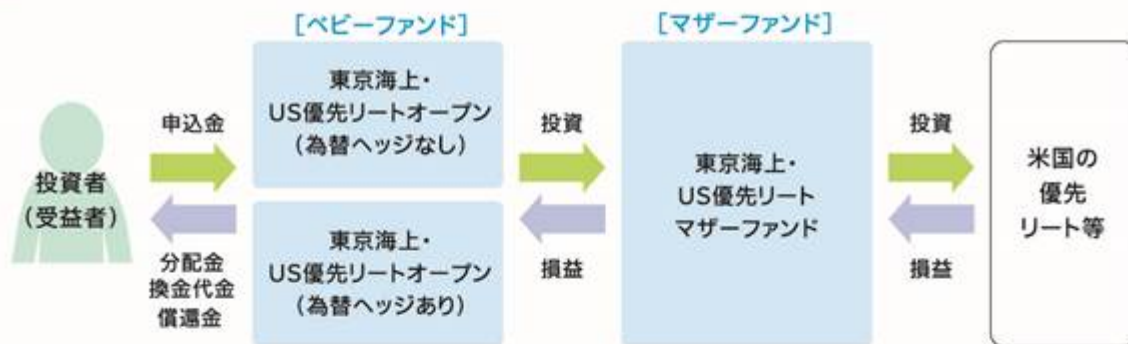 [ベビーファンド]
[マザーファンド]
投資者
(受益者)
申込金
分配金
換金代金
償還金
東京海上・
US優先リートオープン
(為替ヘッジなし)
東京海上・
US優先リートオープン
(為替ヘッジあり)
投資
損益
東京海上・
US優先リート
マザーファンド
投資
損益
米国の
優先
リート等